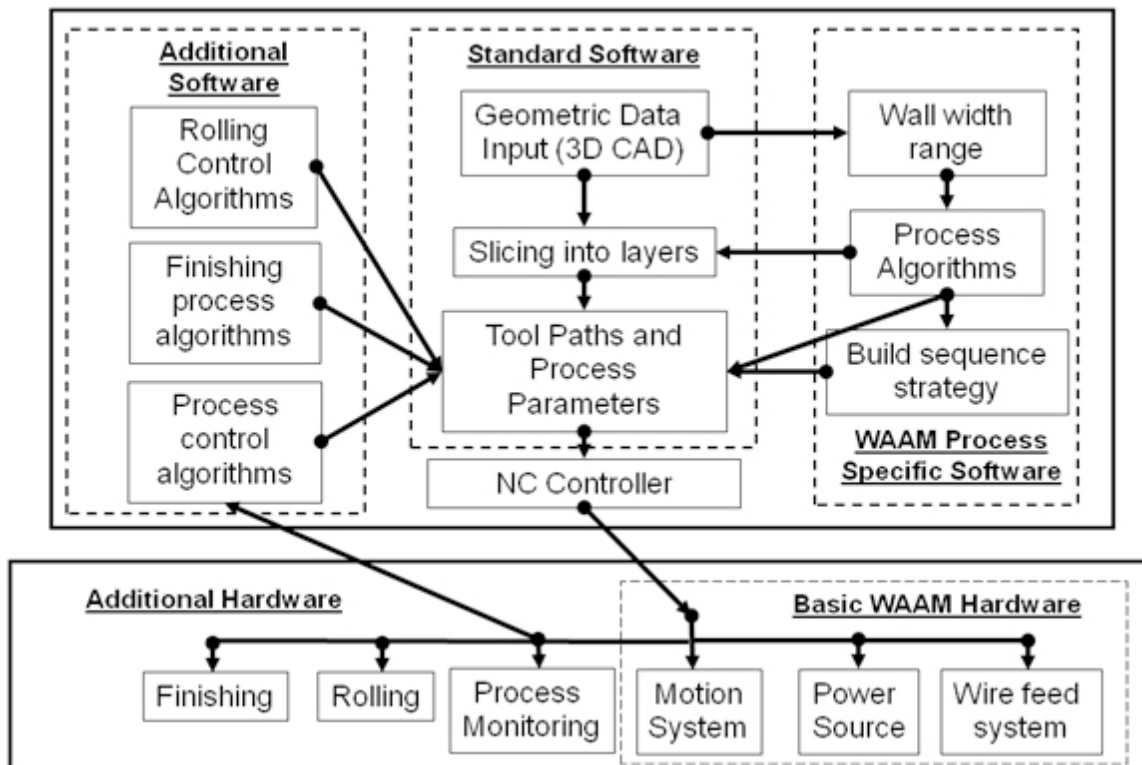 Additional
Software
Rolling
Control
Algorithms
Finishing
process
algorithms
Process
control
algorithms
Standard Software
Geometric Data
Input (3D CAD)
Slicing into layers
Tool Paths and
Process
Parameters
NC Controller
Wall width
range
Process
Algorithms
Build sequence
strategy
WAAM Process
Specific Software
Additional Hardware
Finishing
Rolling
Process
Monitoring
Basic WAAM Hardware
Motion
System
Power
Source
Wire feed
system